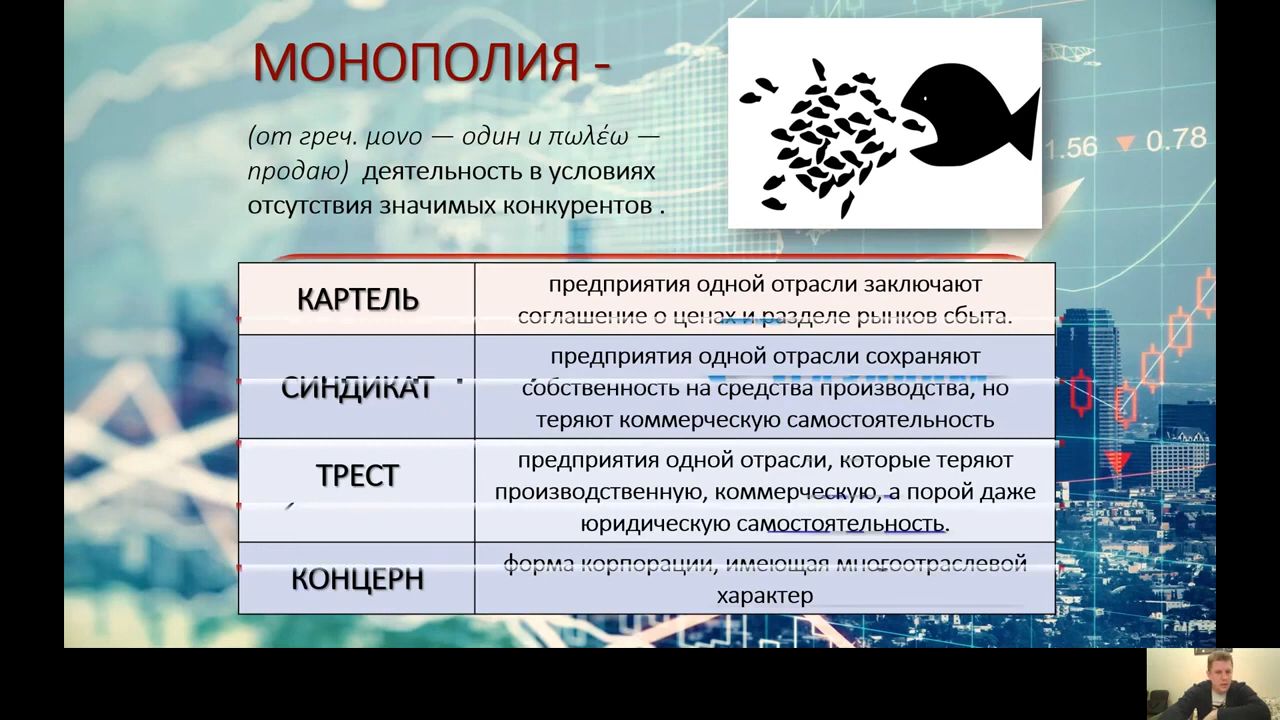 МОНОПОЛИЯ -
(от греч. μονο — один и πωλέω —
продаю) деятельность в условиях
отсутствия значимых конкурентов .
1.56 ▼ 0.78
КАРТЕЛЬ
предприятия одной отрасли заключают
соглашение о ценах и разделе рынков сбыта.
СИНДИКАТ
предприятия одной отрасли сохраняют
собственность на средства производства, но
теряют коммерческую самостоятельность
ТРЕСТ
предприятия одной отрасли, которые теряют
производственную, коммерческую, а порой даже
юридическую самостоятельность.
КОНЦЕРН
форма корпорации, имеющая многоотраслевой
характер